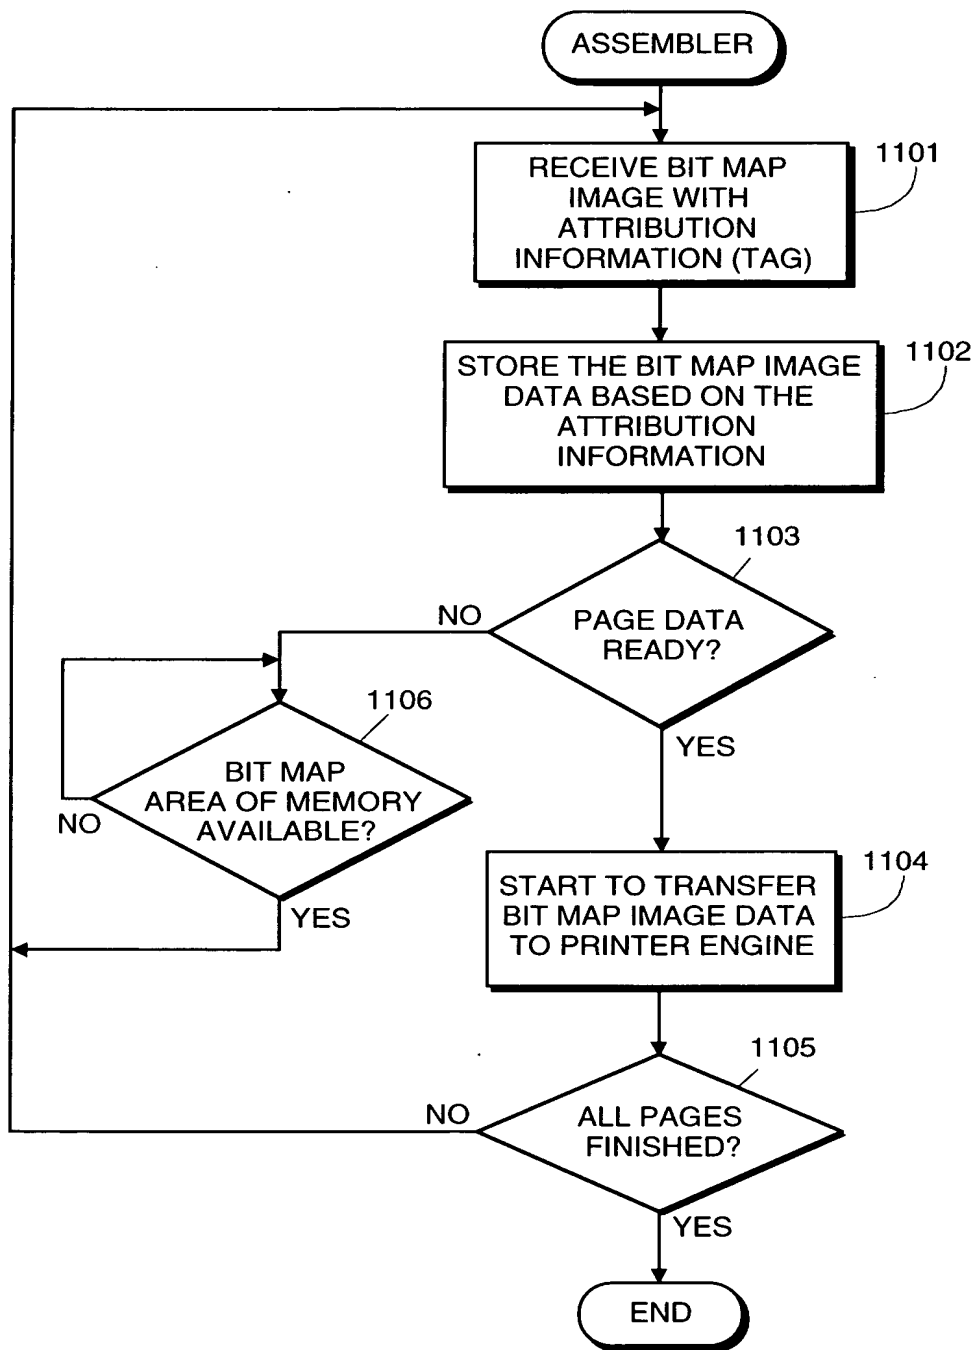 ASSEMBLER
1101
RECEIVE BIT MAP
IMAGE WITH
ATTRIBUTION
INFORMATION (TAG)
1102
STORE THE BIT MAP IMAGE
DATA BASED ON THE
ATTRIBUTION
INFORMATION
1103
PAGE DATA
READY?
NO
YES
1106
BIT MAP
AREA OF MEMORY
AVAILABLE?
NO
YES
1104
START TO TRANSFER
BIT MAP IMAGE DATA
TO PRINTER ENGINE
1105
ALL PAGES
FINISHED?
NO
YES
END